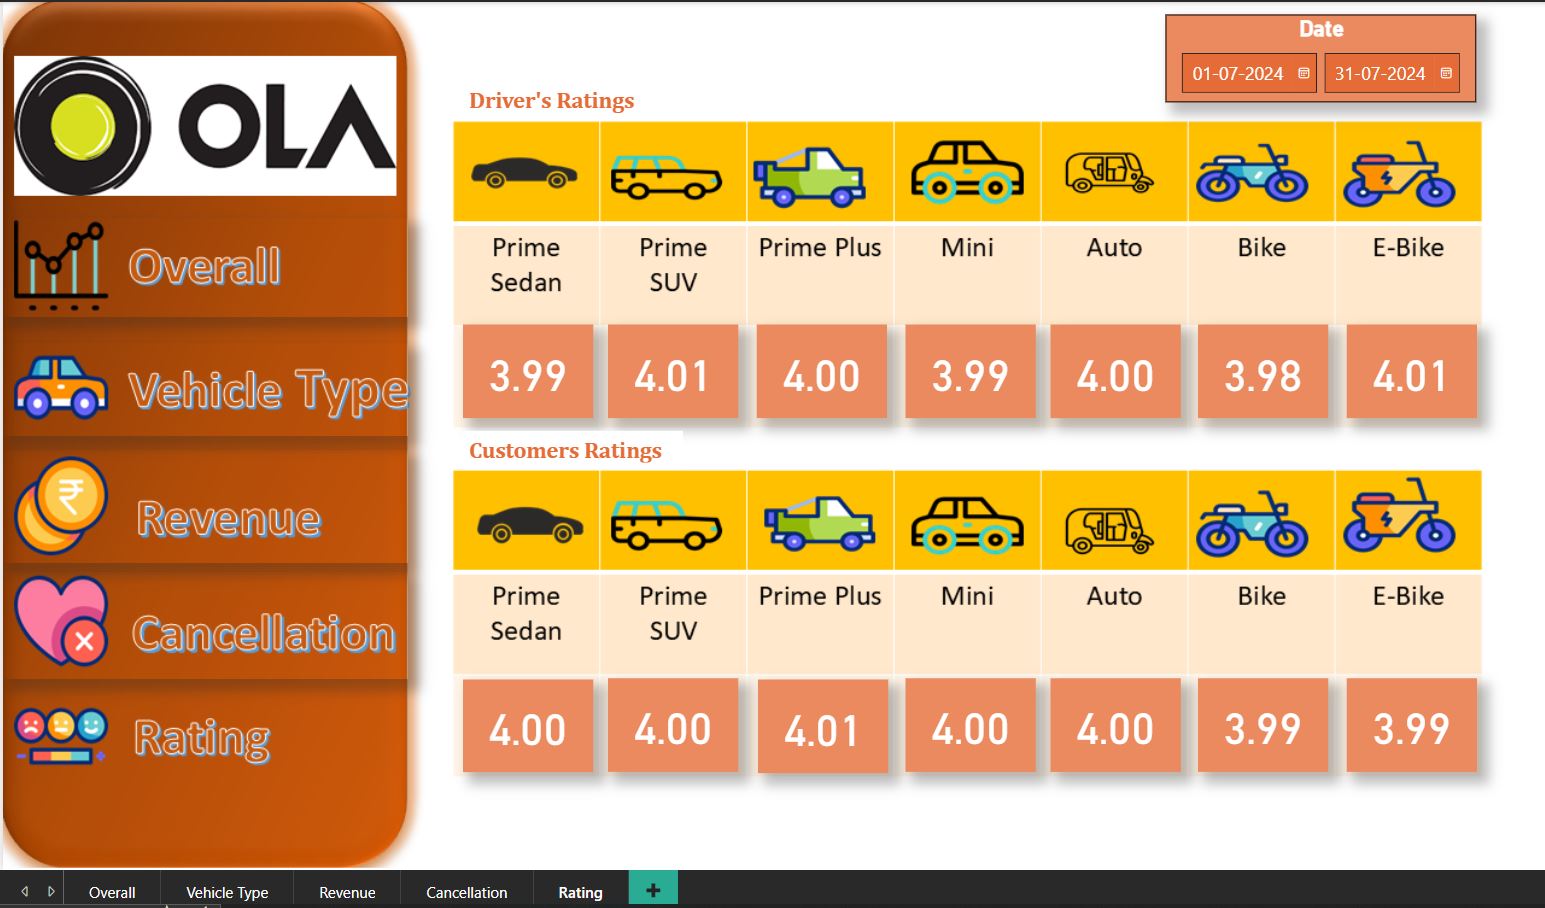 OLA
Overall
Vehicle Type
Revenue
Cancellation
Rating
Date
01-07-2024 31-07-2024
Driver's Ratings
Prime Sedan
Prime SUV
Prime Plus
Mini
Auto
Bike
E-Bike
3.99 4.01 4.00 3.99 4.00 3.98 4.01
Customers Ratings
Prime Sedan
Prime SUV
Prime Plus
Mini
Auto
Bike
E-Bike
4.00 4.00 4.01 4.00 4.00 3.99 3.99
Overall Vehicle Type Revenue Cancellation Rating +